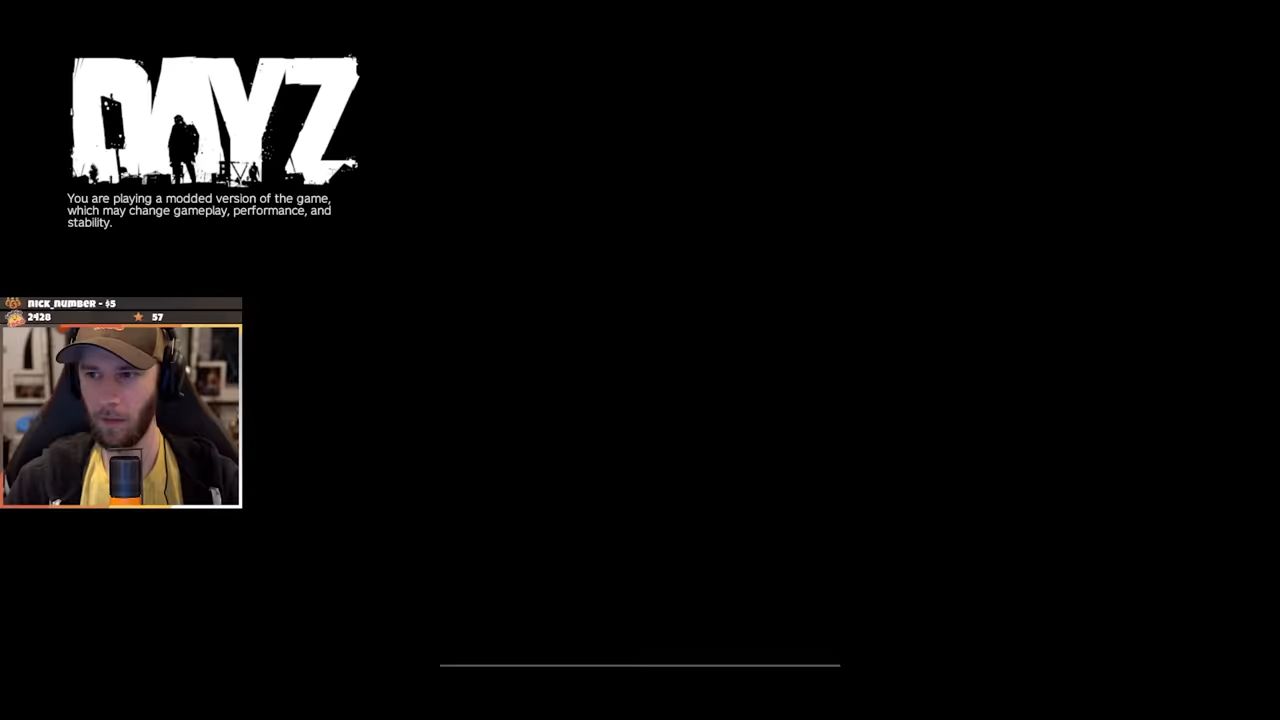 DAYZ
You are playing a modded version of the game,
which may change gameplay, performance, and
stability.
nick_number - $5
2428 57